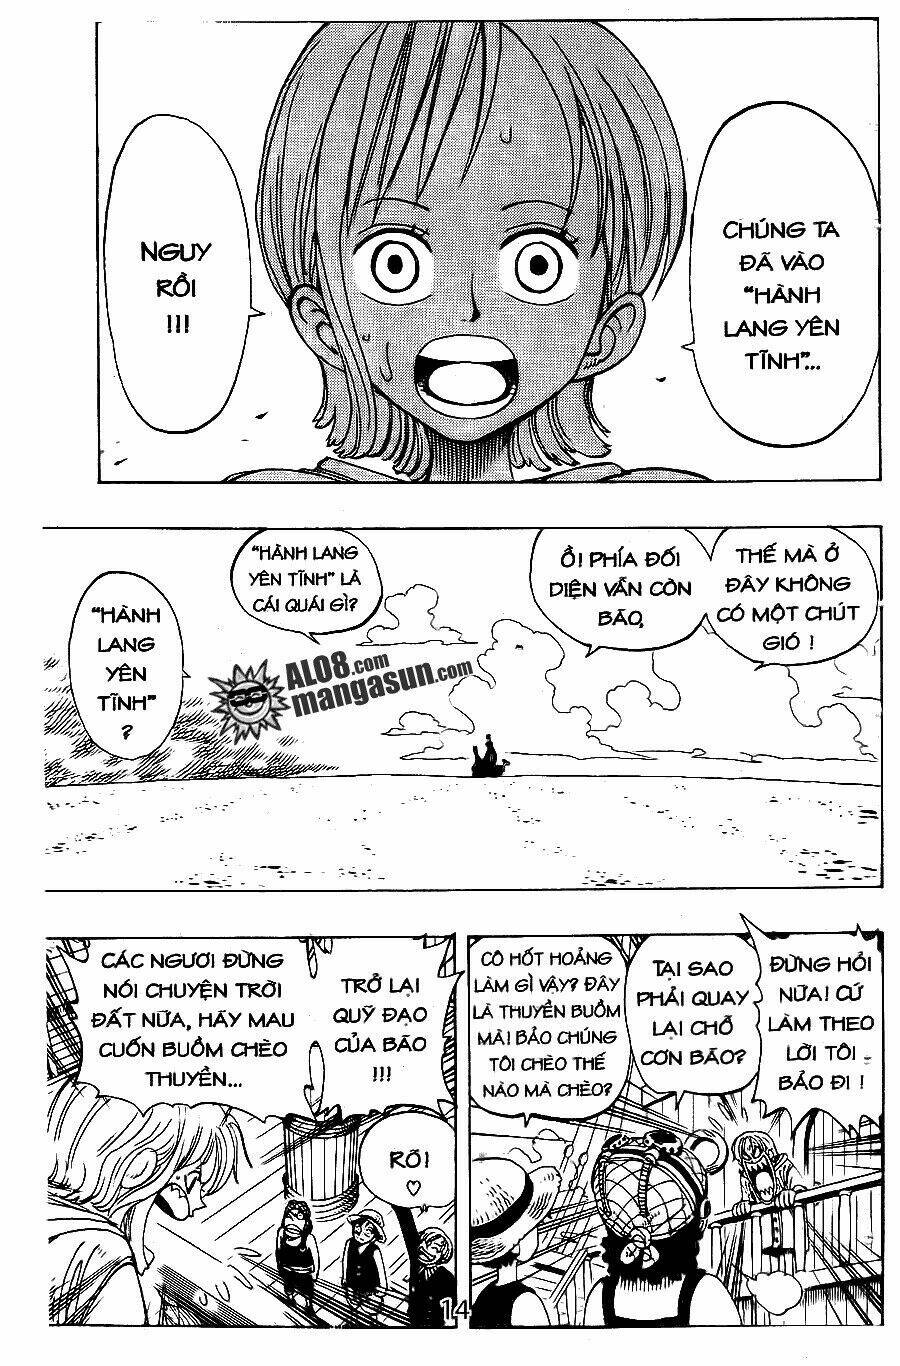 CHÚNG TA
ĐÃ VÀO
"HÀNH
LANG YÊN
TĨNH"...
NGUY
RỒI
!!!
THẾ MÀ Ở
ĐÂY KHÔNG
CÓ MỘT CHÚT
GIÓ !
Ồ! PHÍA ĐỐI
DIỆN VẪN CÒN
BÃO,
"HÀNH LANG
YÊN TĨNH" LÀ
CÁI QUÁI GÌ?
"HÀNH
LANG
YÊN
TĨNH"
?
AL08.com
mangasun.com
ĐỪNG HỎI
NỮA! CỨ
LÀM THEO
LỜI TÔI
BẢO ĐI !
TẠI SAO
PHẢI QUAY
LẠI CHỖ
CƠN BÃO?
CÔ HỐT HOẢNG
LÀM GÌ VẬY? ĐÂY
LÀ THUYỀN BUỒM
MÀ! BẢO CHÚNG
TÔI CHÈO THẾ
NÀO MÀ CHÈO?
TRỞ LẠI
QUỸ ĐẠO
CỦA BÃO
!!!
CÁC NGƯƠI ĐỪNG
NÓI CHUYỆN TRỜI
ĐẤT NỮA, HÃY MAU
CUỐN BUỒM CHÈO
THUYỀN...
RÕ!
♡
14